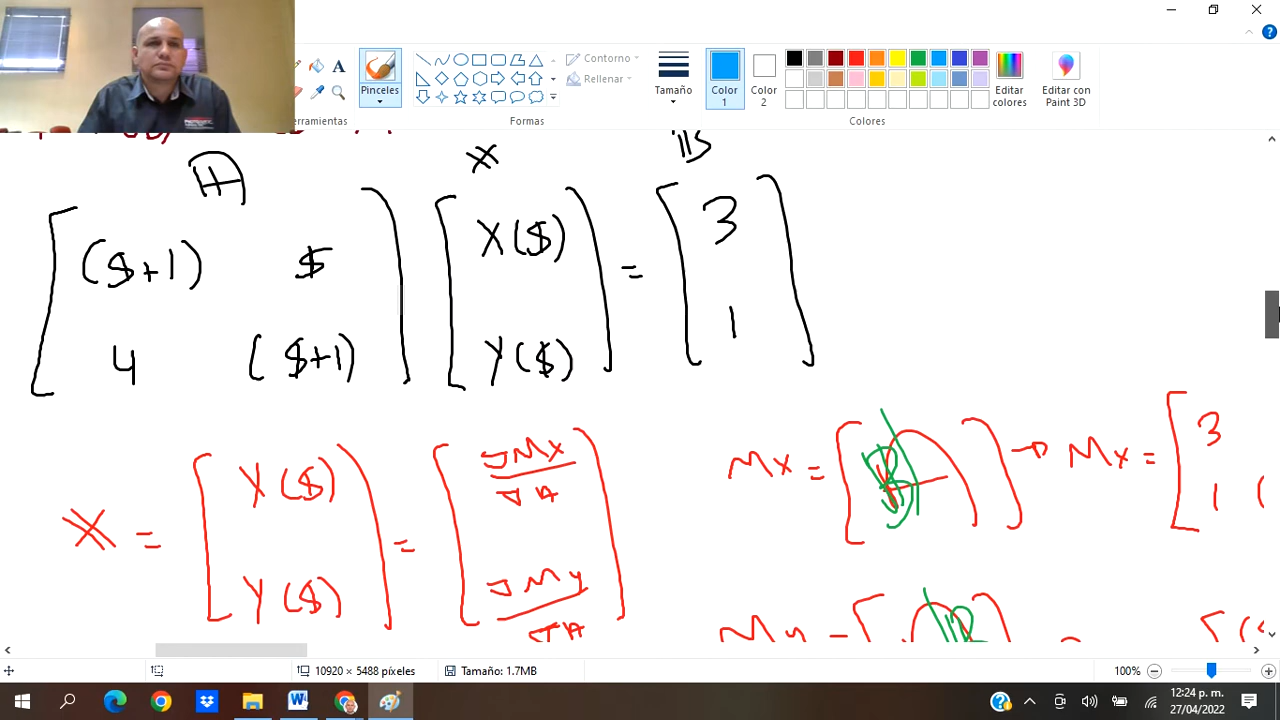 Contorno
Rellenar
Pinceles
Tamaño
Color 1
Color 2
Editar colores
Editar con Paint 3D
erramientas
Formas
Colores
A X B
[($+1) $] [X($)] = [3]
[4 ($+1)] [Y($)] [1]
X = [X($)] = [ΔMx/ΔA]
[Y($)] [ΔMy/ΔA]
Mx = [ ] → Mx = [3
1 (
My = [ ]
10920 × 5488 píxeles
Tamaño: 1.7MB
100%
12:24 p. m.
27/04/2022